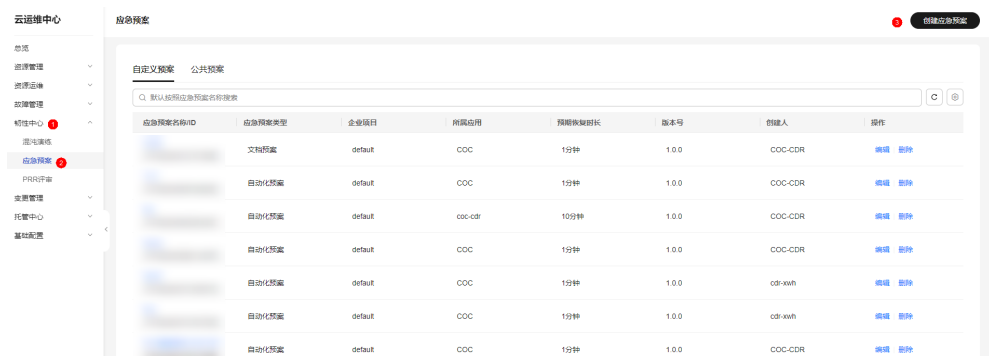 云运维中心
应急预案
3
创建应急预案
总览
资源管理
资源运维
故障管理
韧性中心 1
混沌演练
应急预案 2
PRR评审
变更管理
托管中心
基础配置
自定义预案 公共预案
默认按照应急预案名称搜索
应急预案名称/ID 应急预案类型 企业项目 所属应用 预期恢复时长 版本号 创建人 操作
文档预案 default COC 1分钟 1.0.0 COC-CDR 编辑 删除
自动化预案 default COC 1分钟 1.0.0 COC-CDR 编辑 删除
自动化预案 default coc-cdr 10分钟 1.0.0 COC-CDR 编辑 删除
自动化预案 default COC 1分钟 1.0.0 COC-CDR 编辑 删除
自动化预案 default COC 1分钟 1.0.0 cdr-xwh 编辑 删除
自动化预案 default COC 1分钟 1.0.0 cdr-xwh 编辑 删除
自动化预案 default COC 1分钟 1.0.0 COC-CDR 编辑 删除